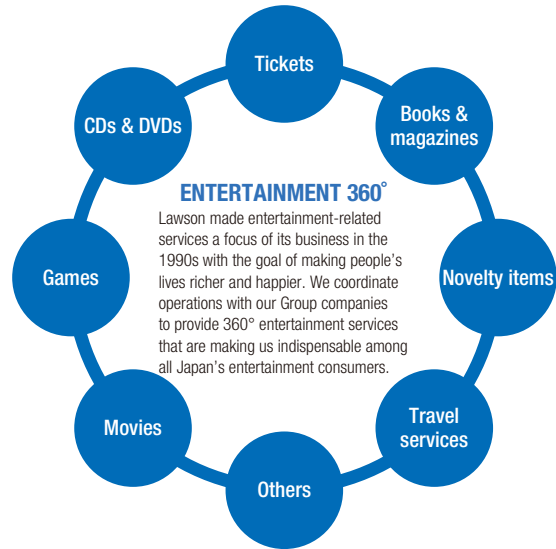 Tickets
Books &
magazines
Novelty items
Travel
services
Others
Movies
Games
CDs & DVDs
ENTERTAINMENT 360°
Lawson made entertainment-related
services a focus of its business in the
1990s with the goal of making people’s
lives richer and happier. We coordinate
operations with our Group companies
to provide 360° entertainment services
that are making us indispensable among
all Japan’s entertainment consumers.